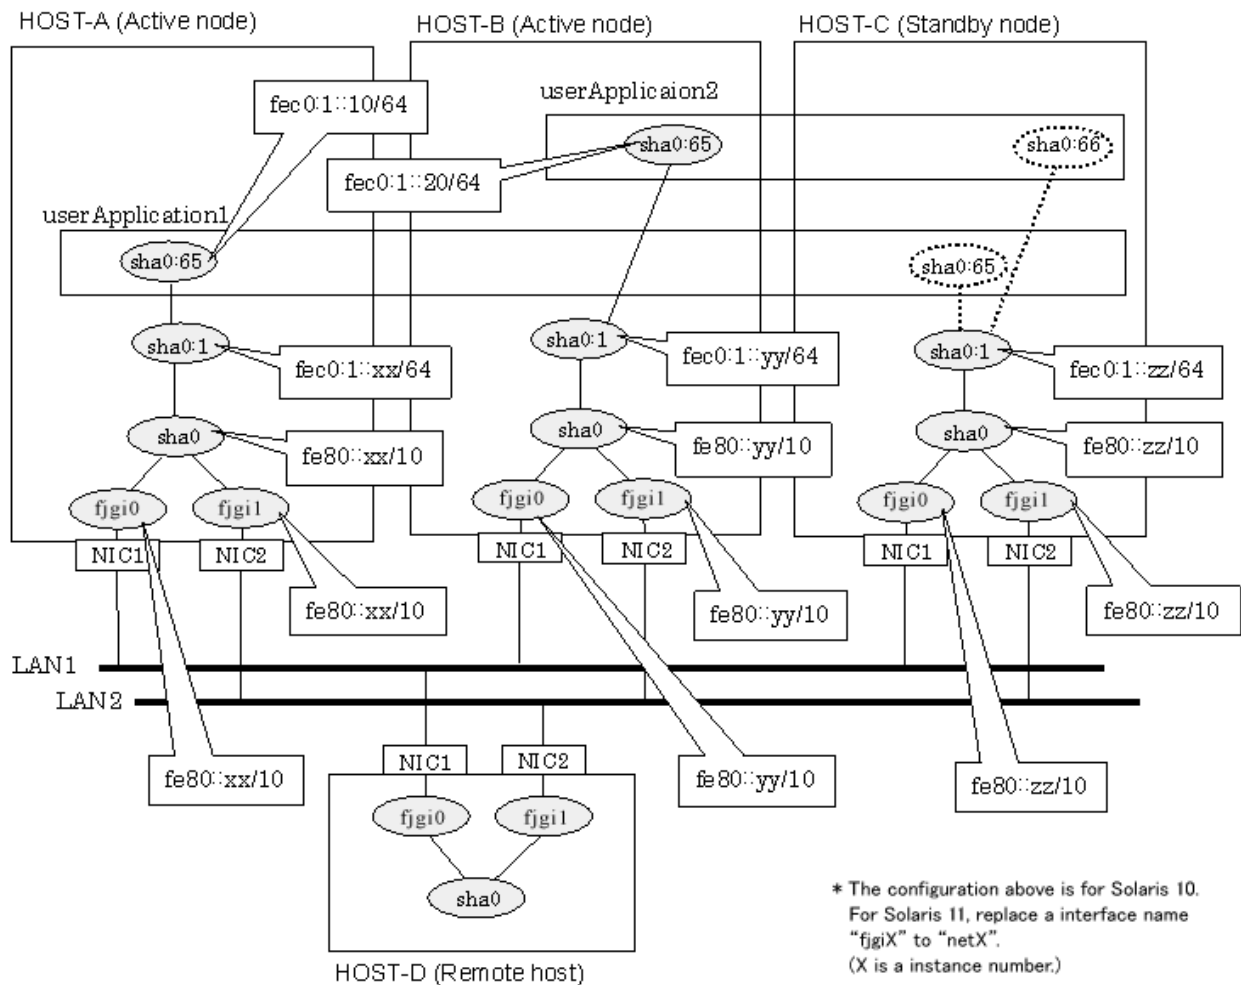 HOST-A (Active node)
HOST-B (Active node)
HOST-C (Standby node)
fec0:1::10/64
userApplicaion2
sha0:65
sha0:66
fec0:1::20/64
userApplication1
sha0:65
sha0:65
sha0:1
sha0:1
sha0:1
fec0:1::xx/64
fec0:1::yy/64
fec0:1::zz/64
sha0
sha0
sha0
fe80::xx/10
fe80::yy/10
fe80::zz/10
fjgi0
fjgi1
fjgi0
fjgi1
fjgi0
fjgi1
NIC1
NIC2
NIC1
NIC2
NIC1
NIC2
fe80::xx/10
fe80::yy/10
fe80::zz/10
LAN1
LAN2
fe80::xx/10
NIC1
NIC2
fe80::yy/10
fe80::zz/10
fjgi0
fjgi1
sha0
HOST-D (Remote host)
* The configuration above is for Solaris 10.
For Solaris 11, replace a interface name
"fjgiX" to "netX".
(X is a instance number.)